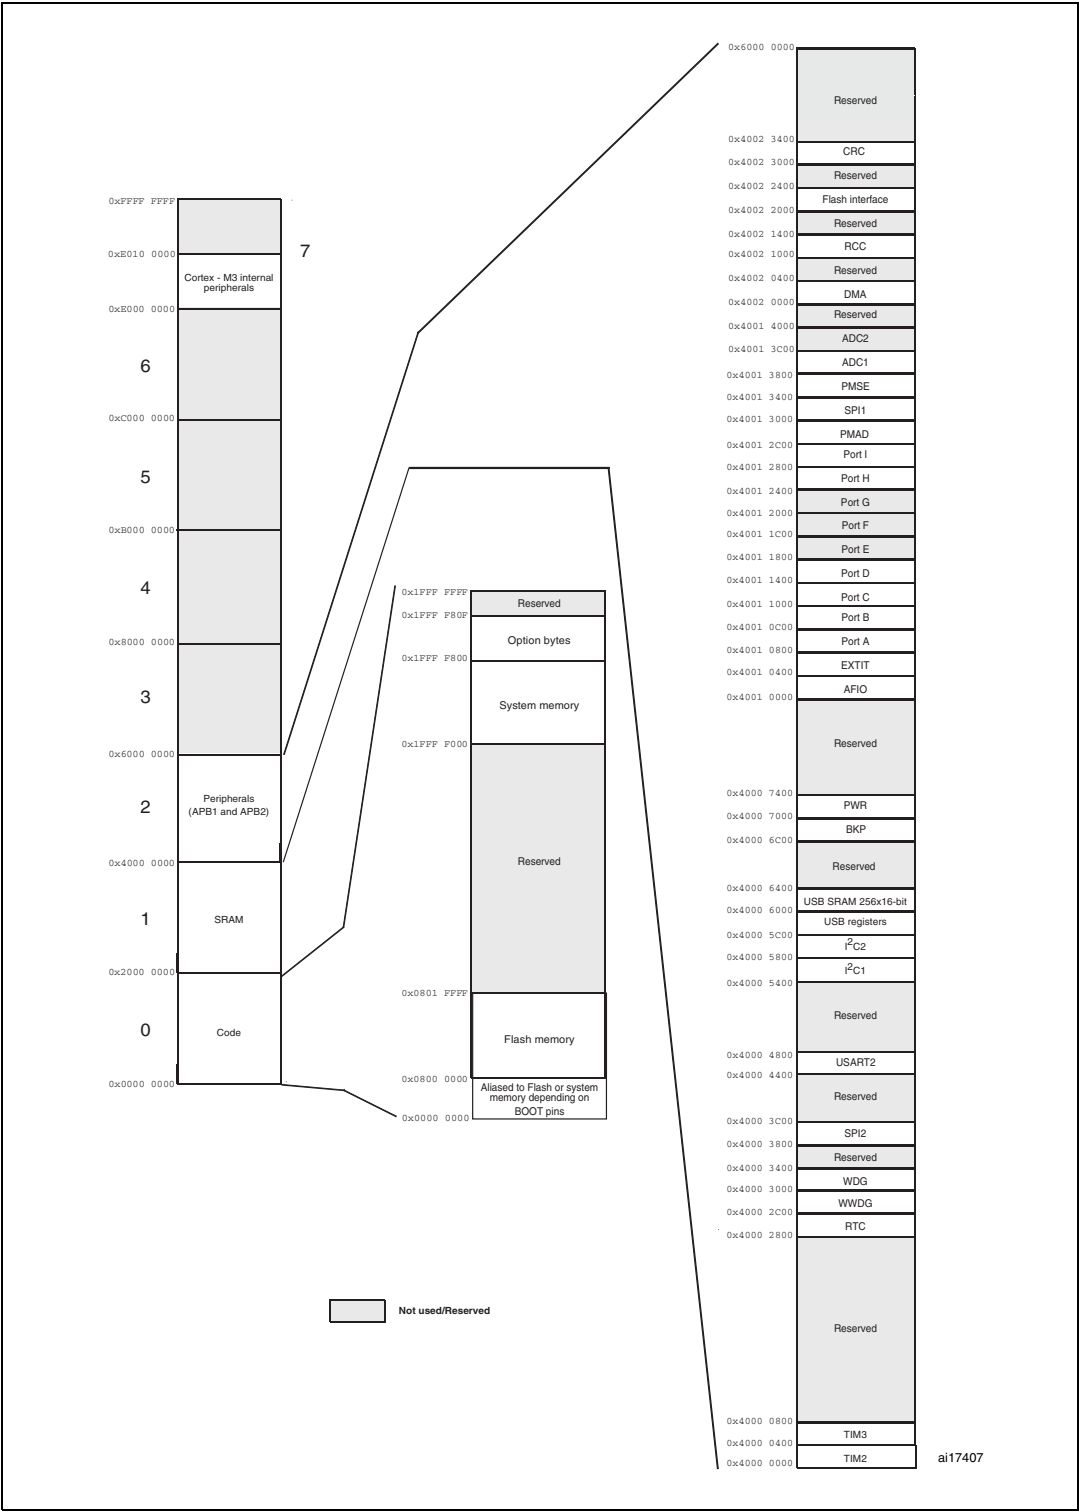 0xFFFF FFFF
7
0xE010 0000
Cortex - M3 internal
peripherals
0xE000 0000
6
0xC000 0000
5
0xB000 0000
4
0x8000 0000
3
0x6000 0000
2
Peripherals
(APB1 and APB2)
0x4000 0000
1
SRAM
0x2000 0000
0
Code
0x0000 0000
0x1FFF FFFF
Reserved
0x1FFF F80F
Option bytes
0x1FFF F800
System memory
0x1FFF F000
Reserved
0x0801 FFFF
Flash memory
0x0800 0000
Aliased to Flash or system
memory depending on
BOOT pins
0x0000 0000
Not used/Reserved
0x6000 0000
Reserved
0x4002 3400
CRC
0x4002 3000
Reserved
0x4002 2400
Flash interface
0x4002 2000
Reserved
0x4002 1400
RCC
0x4002 1000
Reserved
0x4002 0400
DMA
0x4002 0000
Reserved
0x4001 4000
ADC2
0x4001 3C00
ADC1
0x4001 3800
PMSE
0x4001 3400
SPI1
0x4001 3000
PMAD
0x4001 2C00
Port I
0x4001 2800
Port H
0x4001 2400
Port G
0x4001 2000
Port F
0x4001 1C00
Port E
0x4001 1800
Port D
0x4001 1400
Port C
0x4001 1000
Port B
0x4001 0C00
Port A
0x4001 0800
EXTIT
0x4001 0400
AFIO
0x4001 0000
Reserved
0x4000 7400
PWR
0x4000 7000
BKP
0x4000 6C00
Reserved
0x4000 6400
USB SRAM 256x16-bit
0x4000 6000
USB registers
0x4000 5C00
I2C2
0x4000 5800
I2C1
0x4000 5400
Reserved
0x4000 4800
USART2
0x4000 4400
Reserved
0x4000 3C00
SPI2
0x4000 3800
Reserved
0x4000 3400
WDG
0x4000 3000
WWDG
0x4000 2C00
RTC
0x4000 2800
Reserved
0x4000 0800
TIM3
0x4000 0400
TIM2
0x4000 0000
ai17407